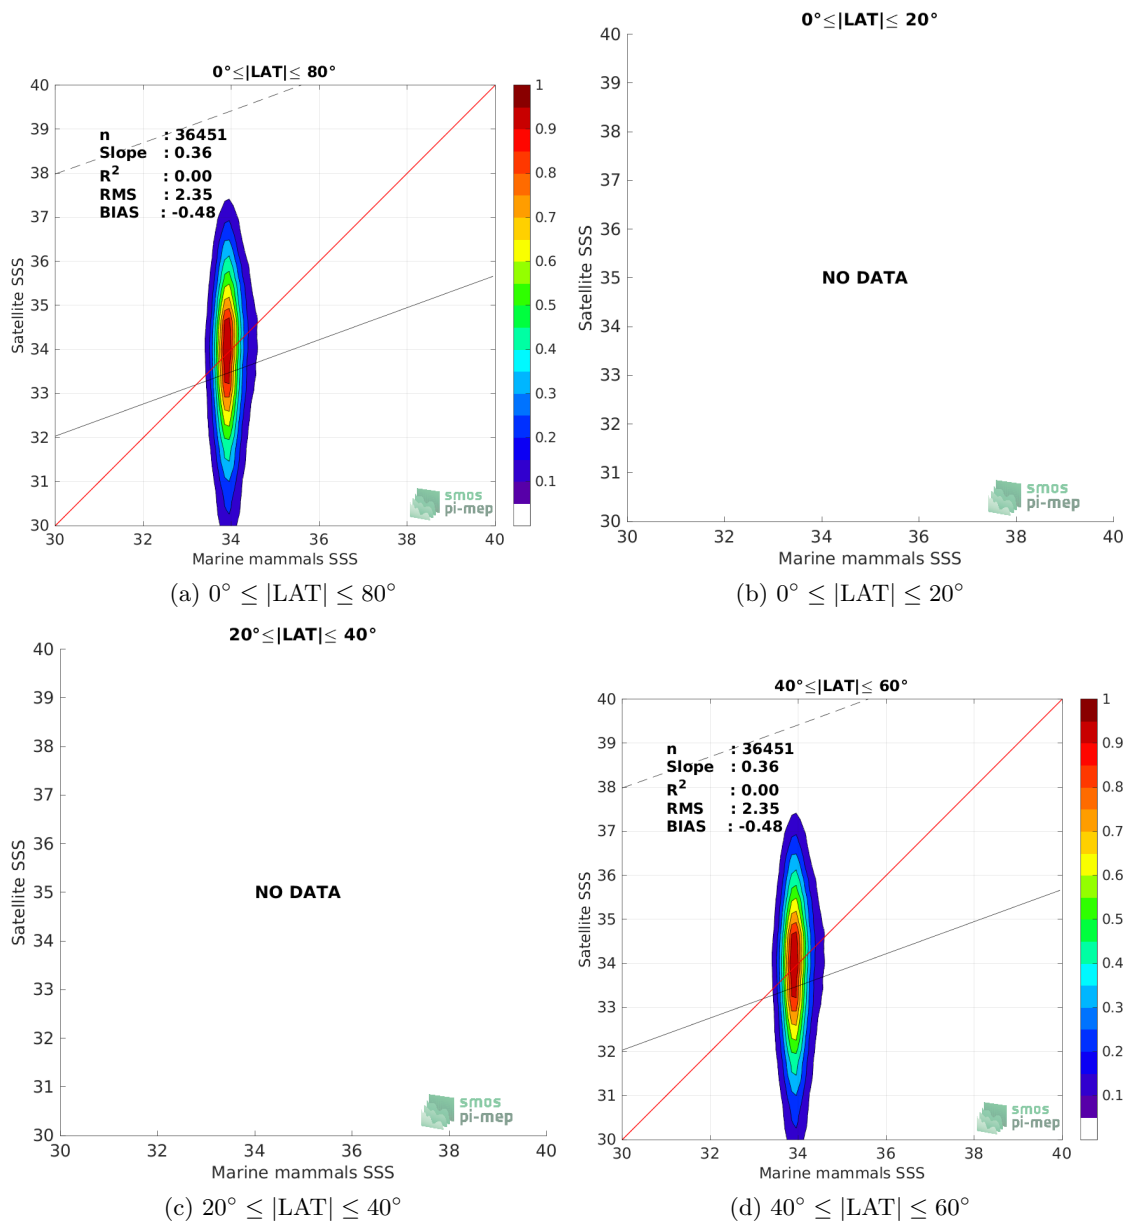 0°≤|LAT|≤ 80°
40
39
38
37
36
35
34
33
32
31
30
n : 36451
Slope : 0.36
R² : 0.00
RMS : 2.35
BIAS : -0.48
Satellite SSS
30 32 34 36 38 40
Marine mammals SSS
smos
pi-mep
1
0.9
0.8
0.7
0.6
0.5
0.4
0.3
0.2
0.1
(a) 0° ≤ |LAT| ≤ 80°
0°≤|LAT|≤ 20°
40
39
38
37
36
35
34
33
32
31
30
Satellite SSS
NO DATA
smos
pi-mep
30 32 34 36 38 40
Marine mammals SSS
(b) 0° ≤ |LAT| ≤ 20°
20°≤|LAT|≤ 40°
40
39
38
37
36
35
34
33
32
31
30
Satellite SSS
NO DATA
smos
pi-mep
30 32 34 36 38 40
Marine mammals SSS
(c) 20° ≤ |LAT| ≤ 40°
40°≤|LAT|≤ 60°
40
39
38
37
36
35
34
33
32
31
30
n : 36451
Slope : 0.36
R² : 0.00
RMS : 2.35
BIAS : -0.48
Satellite SSS
30 32 34 36 38 40
Marine mammals SSS
smos
pi-mep
1
0.9
0.8
0.7
0.6
0.5
0.4
0.3
0.2
0.1
(d) 40° ≤ |LAT| ≤ 60°